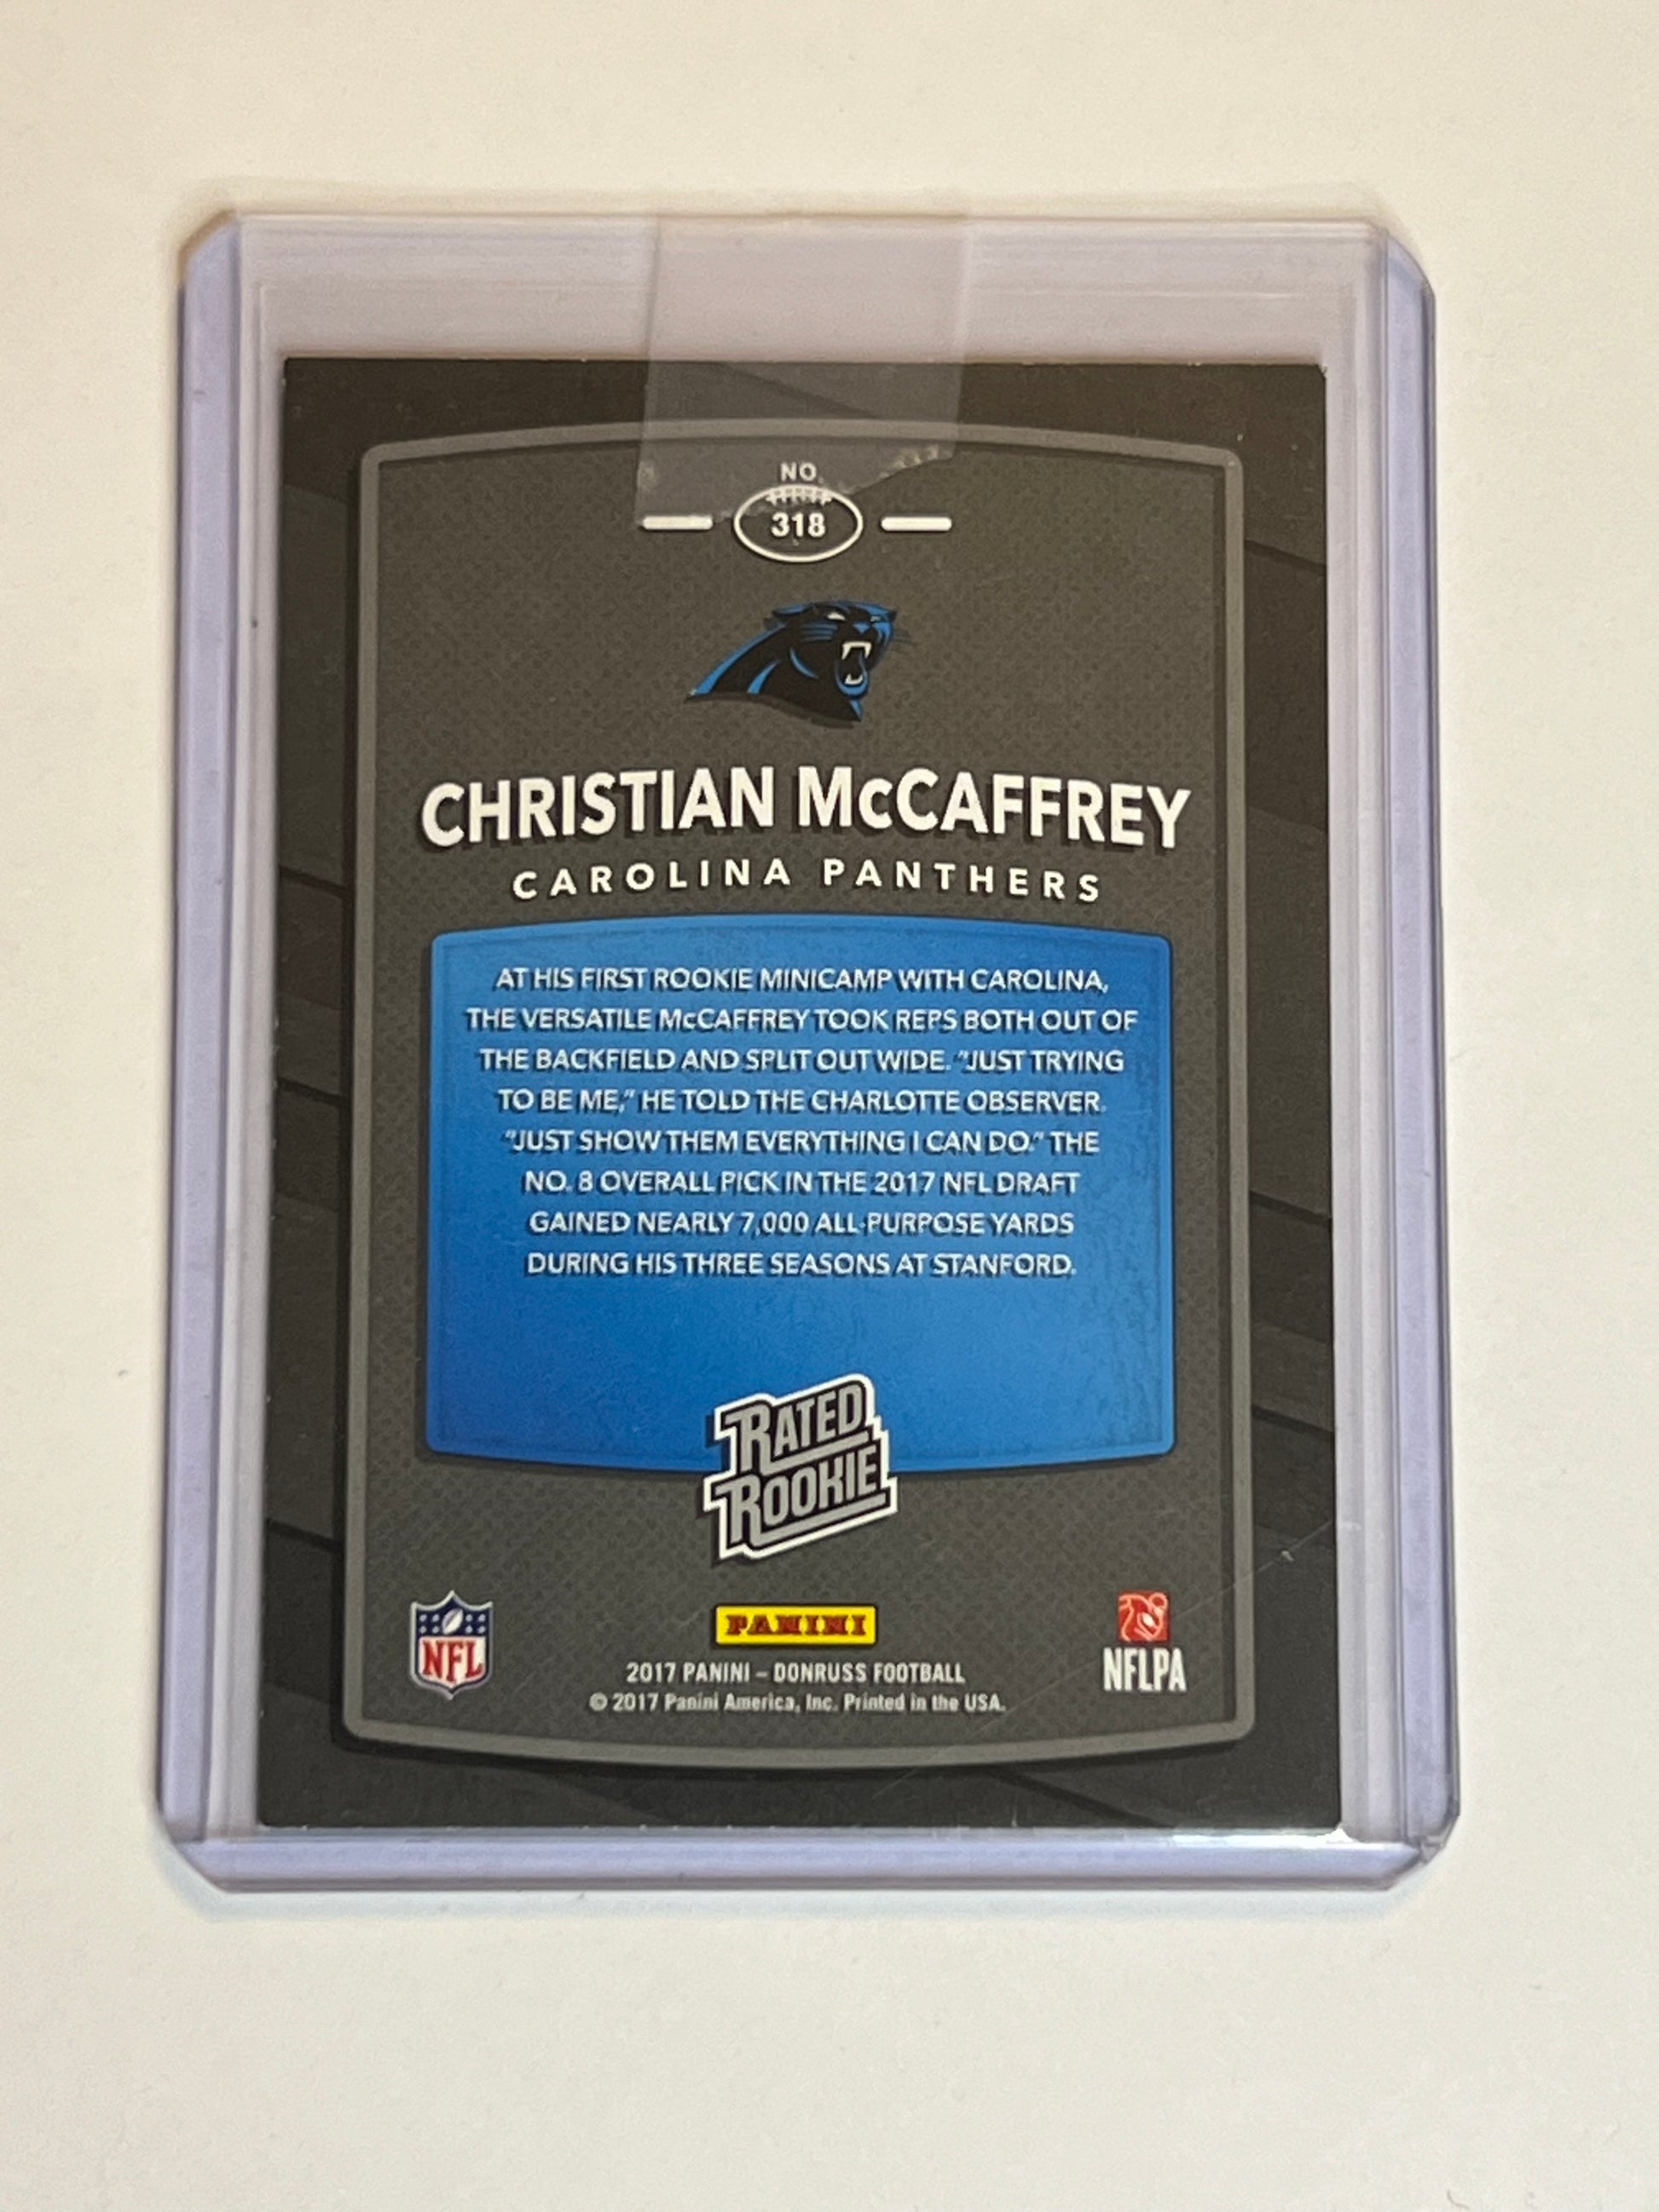 NO.
318
CHRISTIAN McCAFFREY
CAROLINA PANTHERS
AT HIS FIRST ROOKIE MINICAMP WITH CAROLINA,
THE VERSATILE McCAFFREY TOOK REPS BOTH OUT OF
THE BACKFIELD AND SPLIT OUT WIDE. "JUST TRYING
TO BE ME," HE TOLD THE CHARLOTTE OBSERVER.
"JUST SHOW THEM EVERYTHING I CAN DO." THE
NO. 8 OVERALL PICK IN THE 2017 NFL DRAFT
GAINED NEARLY 7,000 ALL-PURPOSE YARDS
DURING HIS THREE SEASONS AT STANFORD.
RATED
ROOKIE
NFL
PANINI
NFLPA
2017 PANINI – DONRUSS FOOTBALL
© 2017 Panini America, Inc. Printed in the USA.